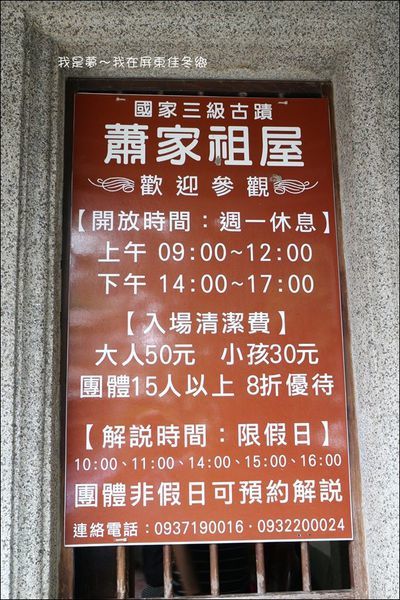 我是夢～我在屏東佳冬鄉
國家三級古蹟
蕭家祖屋
歡迎參觀
【開放時間：週一休息】
上午 09:00~12:00
下午 14:00~17:00
【入場清潔費】
大人50元 小孩30元
團體15人以上 8折優待
【解說時間：限假日】
10:00、11:00、14:00、15:00、16:00
團體非假日可預約解說
連絡電話：0937190016·0932200024